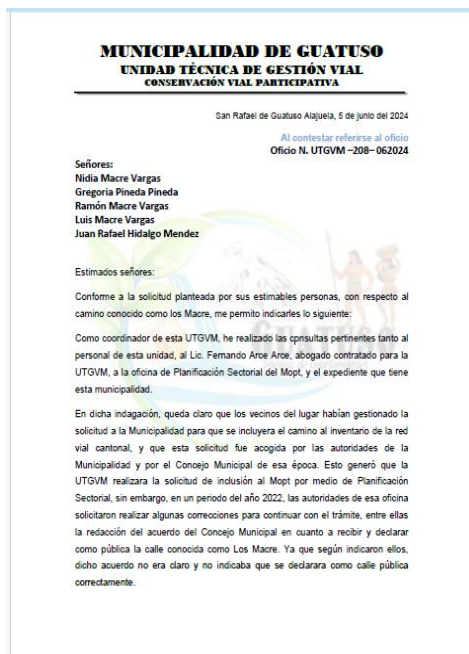 MUNICIPALIDAD DE GUATUSO
UNIDAD TÉCNICA DE GESTIÓN VIAL
CONSERVACIÓN VIAL PARTICIPATIVA
San Rafael de Guatuso Alajuela, 5 de junio del 2024
Al contestar referirse al oficio
Oficio N. UTGVM –208– 062024
Señores:
Nidia Macre Vargas
Gregoria Pineda Pineda
Ramón Macre Vargas
Luis Macre Vargas
Juan Rafael Hidalgo Mendez
Estimados señores:
Conforme a la solicitud planteada por sus estimables personas, con respecto al
camino conocido como los Macre, me permito indicarles lo siguiente:
GUATUSO
Como coordinador de esta UTGVM, he realizado las cpnsultas pertinentes tanto al
personal de esta unidad, al Lic. Fernando Arce Arce, abogado contratado para la
UTGVM, a la oficina de Planificación Sectorial del Mopt, y el expediente que tiene
esta municipalidad.
En dicha indagación, queda claro que los vecinos del lugar habían gestionado la
solicitud a la Municipalidad para que se incluyera el camino al inventario de la red
vial cantonal, y que esta solicitud fue acogida por las autoridades de la
Municipalidad y por el Concejo Municipal de esa época. Esto generó que la
UTGVM realizara la solicitud de inclusión al Mopt por medio de Planificación
Sectorial, sin embargo, en un periodo del año 2022, las autoridades de esa oficina
solicitaron realizar algunas correcciones para continuar con el trámite, entre ellas
la redacción del acuerdo del Concejo Municipal en cuanto a recibir y declarar
como pública la calle conocida como Los Macre. Ya que según indicaron ellos,
dicho acuerdo no era claro y no indicaba que se declarara como calle pública
correctamente.